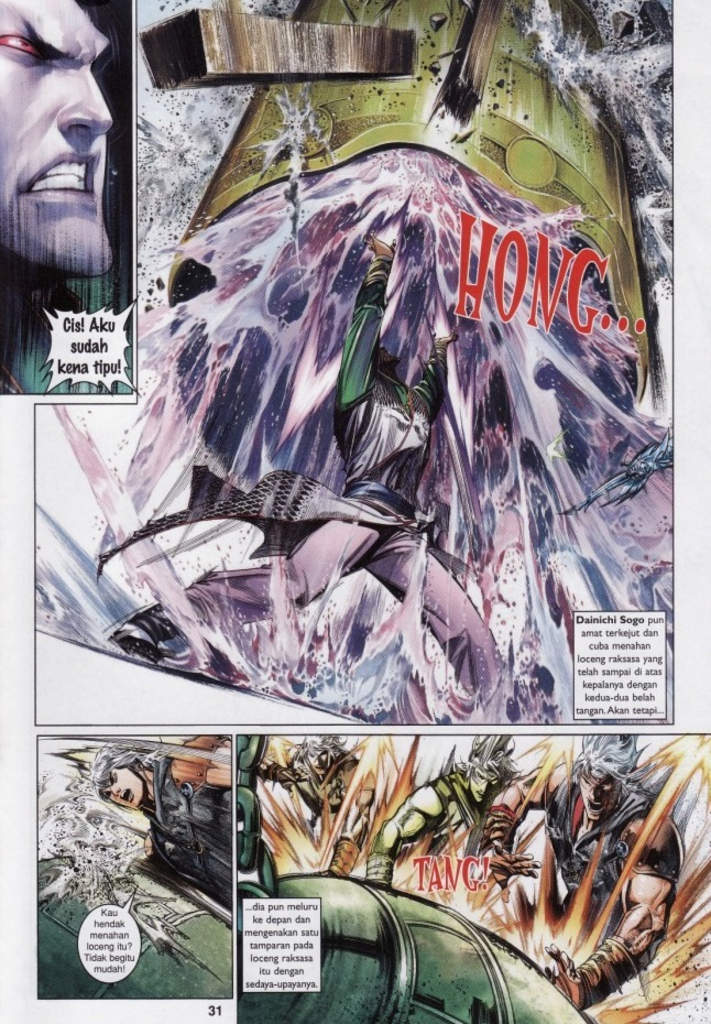 Cis! Aku
sudah
kena tipu!
HONG...
Dainichi Sogo pun
amat terkejut dan
cuba menahan
loceng raksasa yang
telah sampai di atas
kepalanya dengan
kedua-dua belah
tangan. Akan tetapi...
Kau
hendak
menahan
loceng itu?
Tidak begitu
mudah!
...dia pun meluru
ke depan dan
mengenakan satu
tamparan pada
loceng raksasa
itu dengan
sedaya-upayanya.
TANG!
31